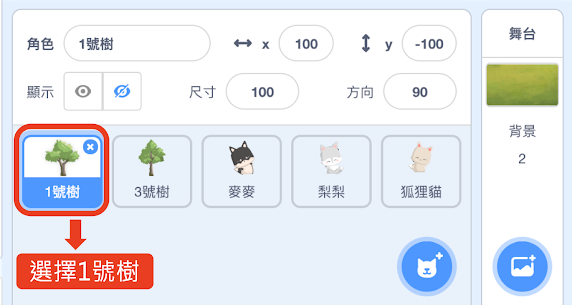 角色 1號樹 x 100 y -100 舞台
顯示 尺寸 100 方向 90
背景
2
1號樹 3號樹 麥麥 梨梨 狐狸貓
選擇1號樹